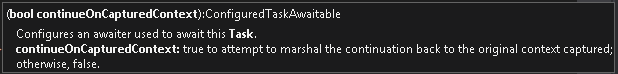 (bool continueOnCapturedContext):ConfiguredTaskAwaitable
Configures an awaiter used to await this Task.
continueOnCapturedContext: true to attempt to marshal the continuation back to the original context captured;
otherwise, false.